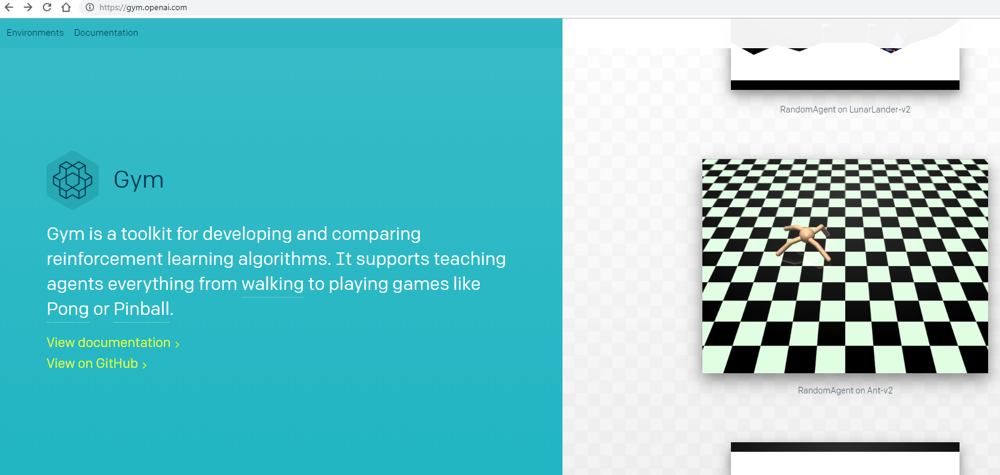 https://gym.openai.com
Environments Documentation
RandomAgent on LunarLander-v2
Gym
Gym is a toolkit for developing and comparing
reinforcement learning algorithms. It supports teaching
agents everything from walking to playing games like
Pong or Pinball.
View documentation >
View on GitHub >
RandomAgent on Ant-v2